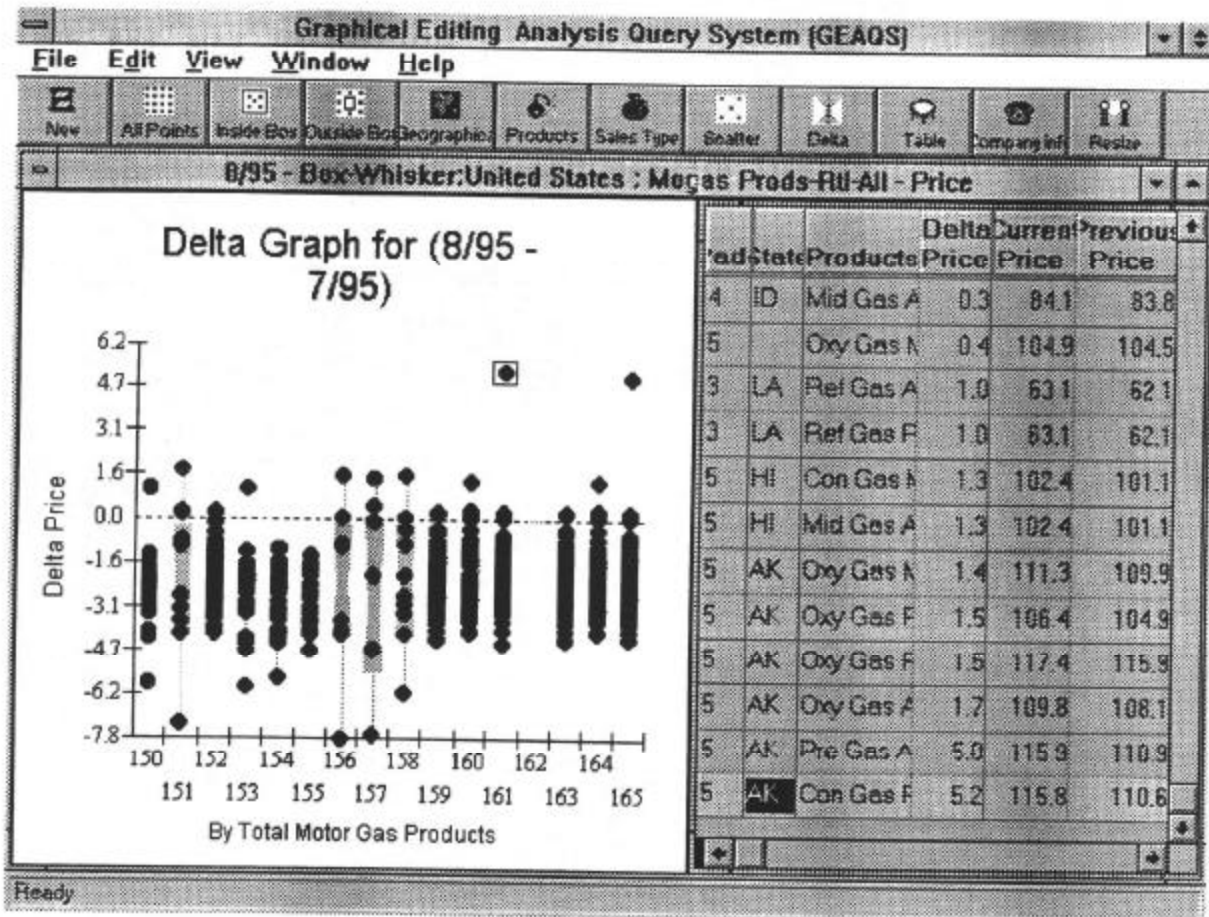 Graphical Editing Analysis Query System (GEAQS)
File Edit View Window Help
New All Points Inside Box Outside Box Geographic Products Sales Type Scatter Delta Table Company Inf Resize
8/95 - Box-Whisker:United States : Mogas Prods-Rtl-All - Price
Delta Graph for (8/95 -
7/95)
6.2
4.7
3.1
1.6
0.0
-1.6
-3.1
-4.7
-6.2
-7.8
Delta Price
150 152 154 156 158 160 162 164
151 153 155 157 159 161 163 165
By Total Motor Gas Products
Delta Current Previous
ad State Products Price Price Price
4 ID Mid Gas A 0.3 84.1 83.8
5 Oxy Gas M 0.4 104.9 104.5
3 LA Ref Gas A 1.0 63.1 62.1
3 LA Ref Gas P 1.0 63.1 62.1
5 HI Con Gas M 1.3 102.4 101.1
5 HI Mid Gas A 1.3 102.4 101.1
5 AK Oxy Gas M 1.4 111.3 109.9
5 AK Oxy Gas P 1.5 106.4 104.9
5 AK Oxy Gas P 1.5 117.4 115.9
5 AK Oxy Gas A 1.7 109.8 108.1
5 AK Pre Gas A 5.0 115.9 110.9
5 AK Con Gas P 5.2 115.8 110.6
Ready